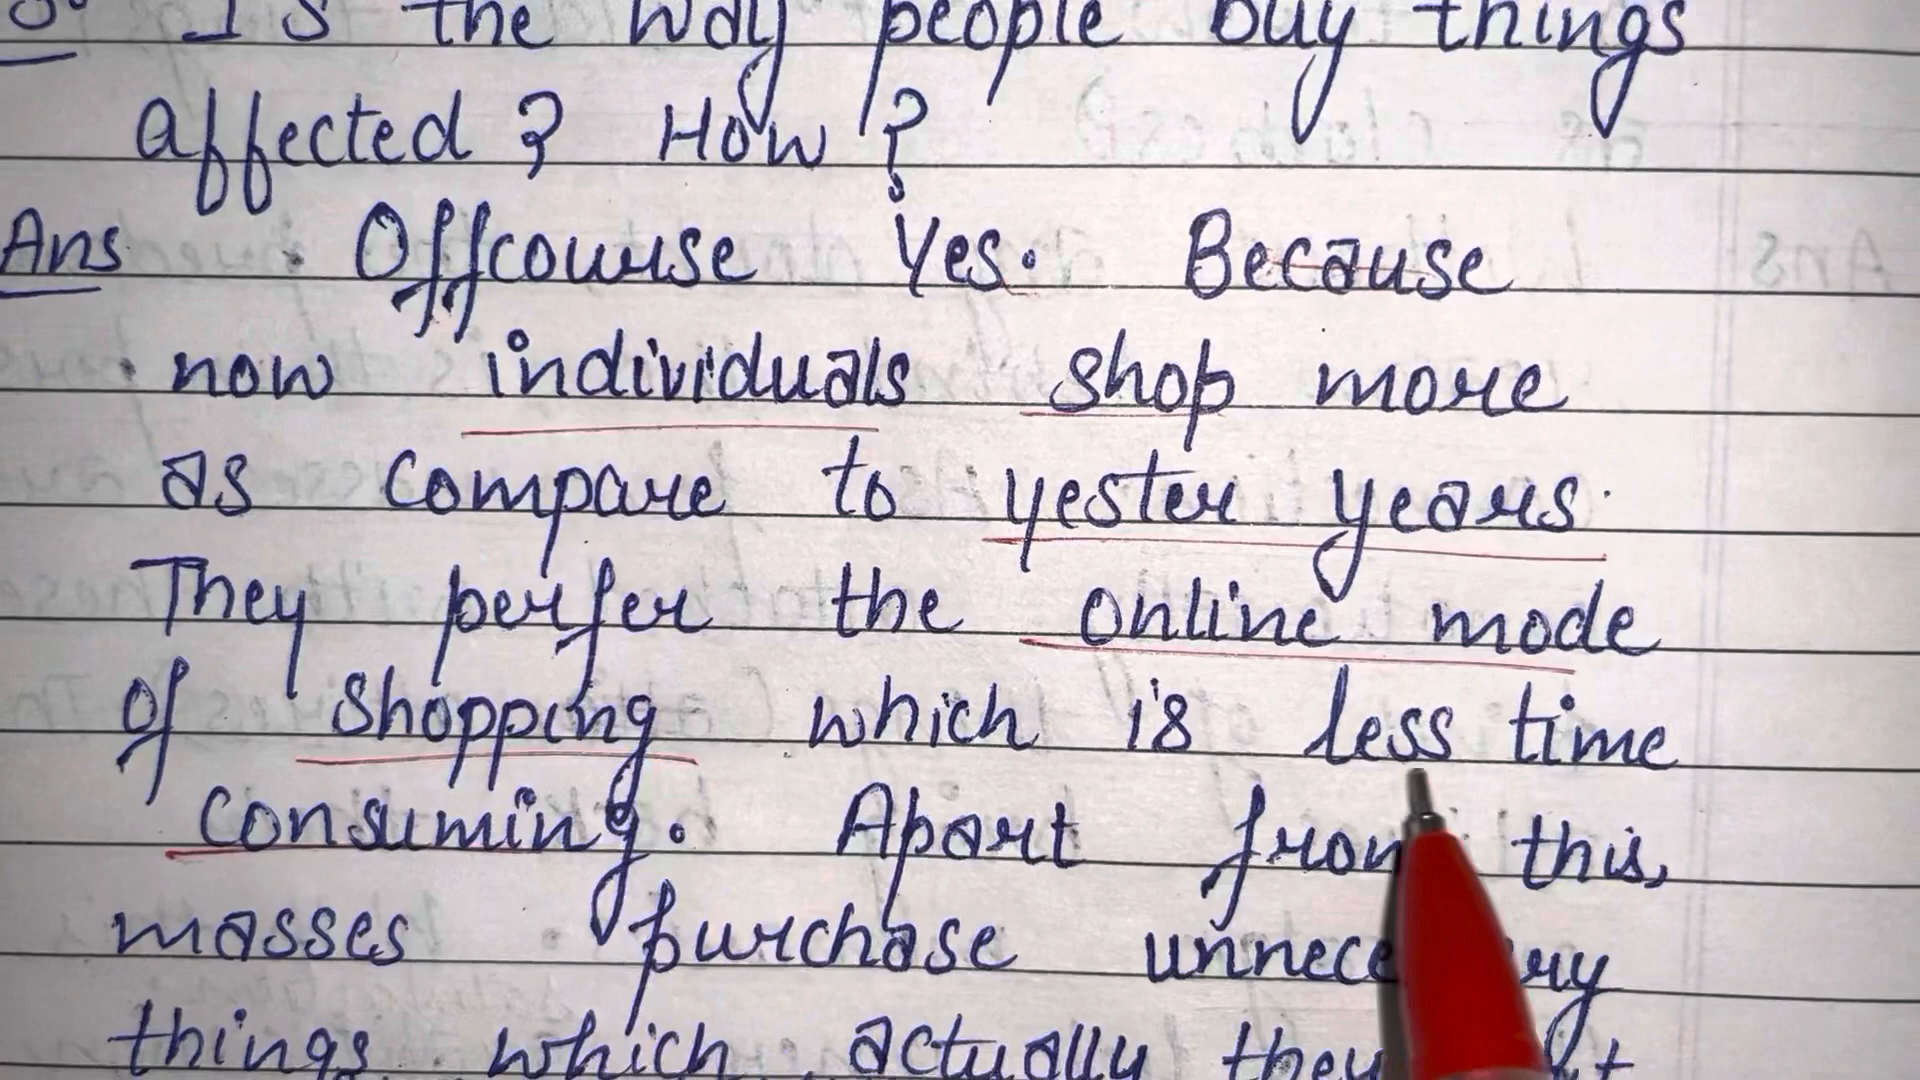 Is the way people buy things
affected? How?
Ans Offcourse Yes. Because
now individuals shop more
as compare to yester years.
They perfer the online mode
of shopping which is less time
consuming. Apart from this,
masses purchase
things which actually they